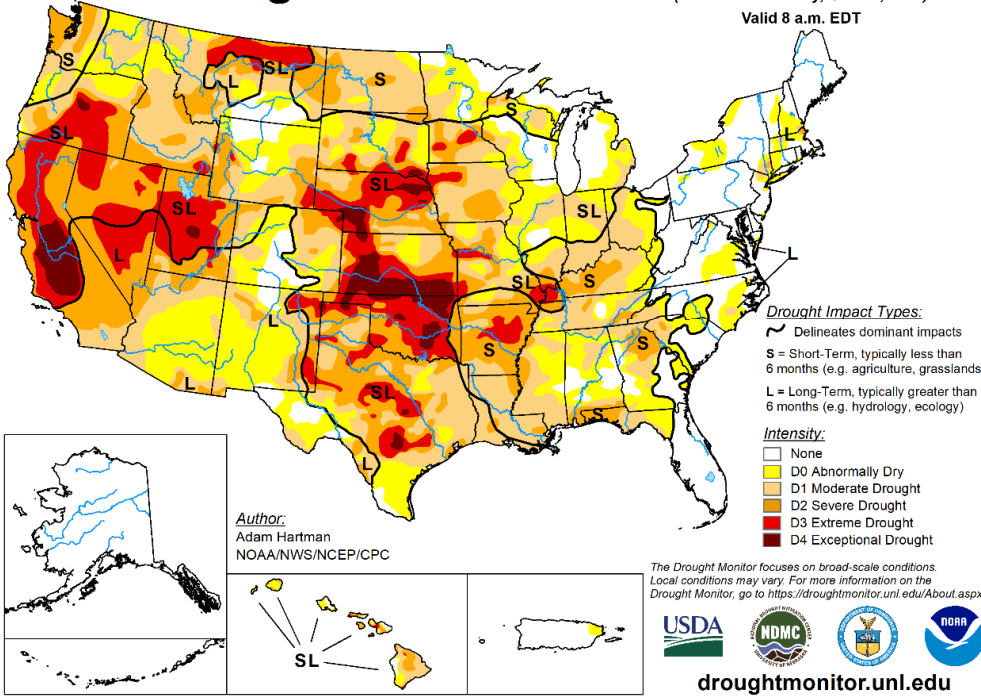 Valid 8 a.m. EDT
S
L
SL
S
S
SL
L
SL
SL
SL
L
SL
S
S
L
L
L
S
SL
S
L
L
Drought Impact Types:
Delineates dominant impacts
S = Short-Term, typically less than
6 months (e.g. agriculture, grasslands
L = Long-Term, typically greater than
6 months (e.g. hydrology, ecology)
Intensity:
None
D0 Abnormally Dry
D1 Moderate Drought
D2 Severe Drought
D3 Extreme Drought
D4 Exceptional Drought
Author:
Adam Hartman
NOAA/NWS/NCEP/CPC
SL
The Drought Monitor focuses on broad-scale conditions.
Local conditions may vary. For more information on the
Drought Monitor, go to https://droughtmonitor.unl.edu/About.aspx
USDA
NDMC
NOAA
droughtmonitor.unl.edu